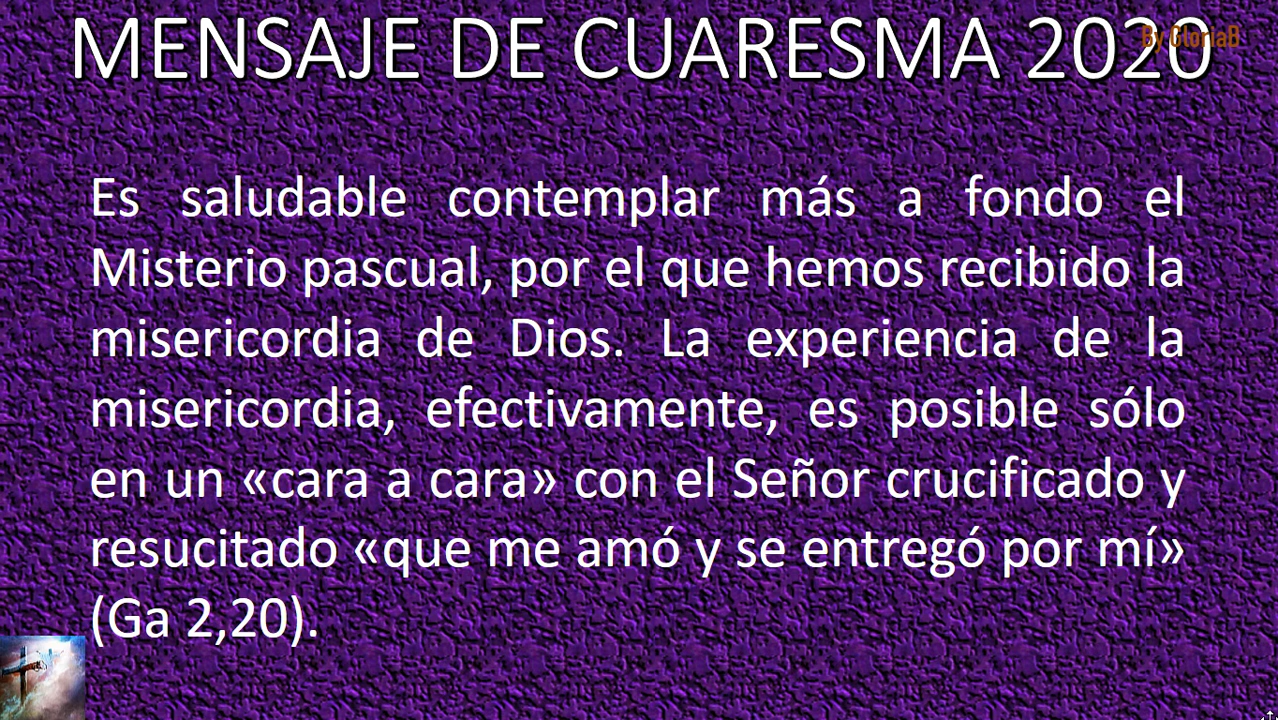 MENSAJE DE CUARESMA 2020
By GloriaB
Es saludable contemplar más a fondo el
Misterio pascual, por el que hemos recibido la
misericordia de Dios. La experiencia de la
misericordia, efectivamente, es posible sólo
en un «cara a cara» con el Señor crucificado y
resucitado «que me amó y se entregó por mí»
(Ga 2,20).